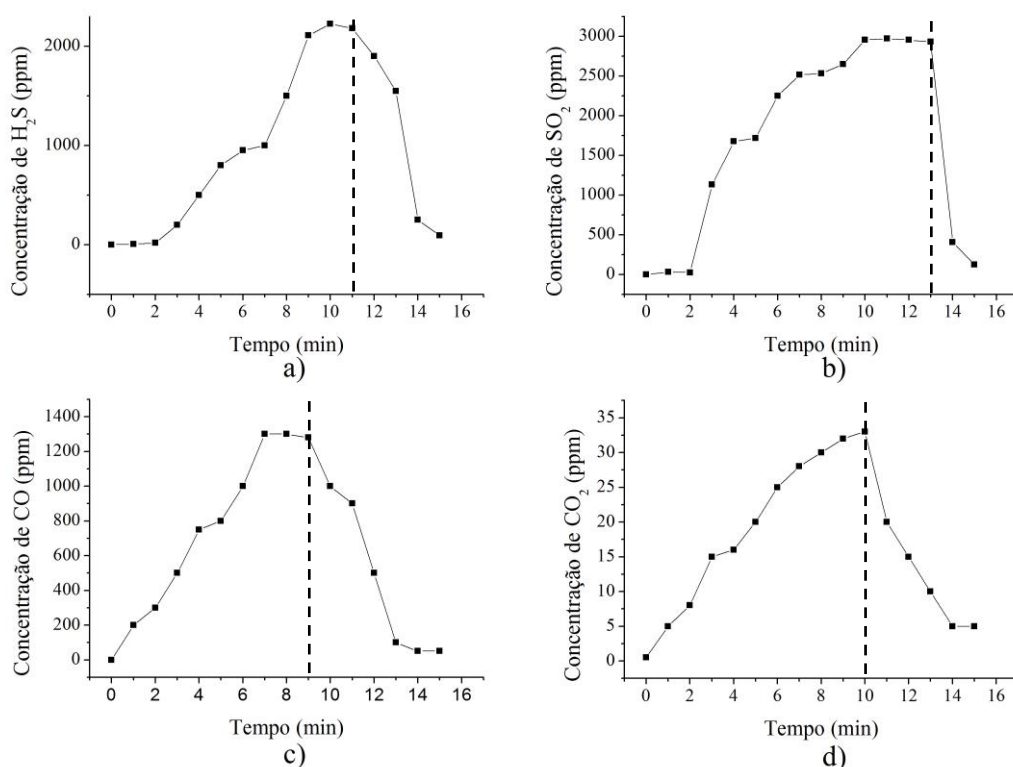 Concentração de H₂S (ppm)
2000
1000
0
0 2 4 6 8 10 12 14 16
Tempo (min)
a)
Concentração de SO₂ (ppm)
3000
2500
2000
1500
1000
500
0
0 2 4 6 8 10 12 14 16
Tempo (min)
b)
Concentração de CO (ppm)
1400
1200
1000
800
600
400
200
0
0 2 4 6 8 10 12 14 16
Tempo (min)
c)
Concentração de CO₂ (ppm)
35
30
25
20
15
10
5
0
0 2 4 6 8 10 12 14 16
Tempo (min)
d)